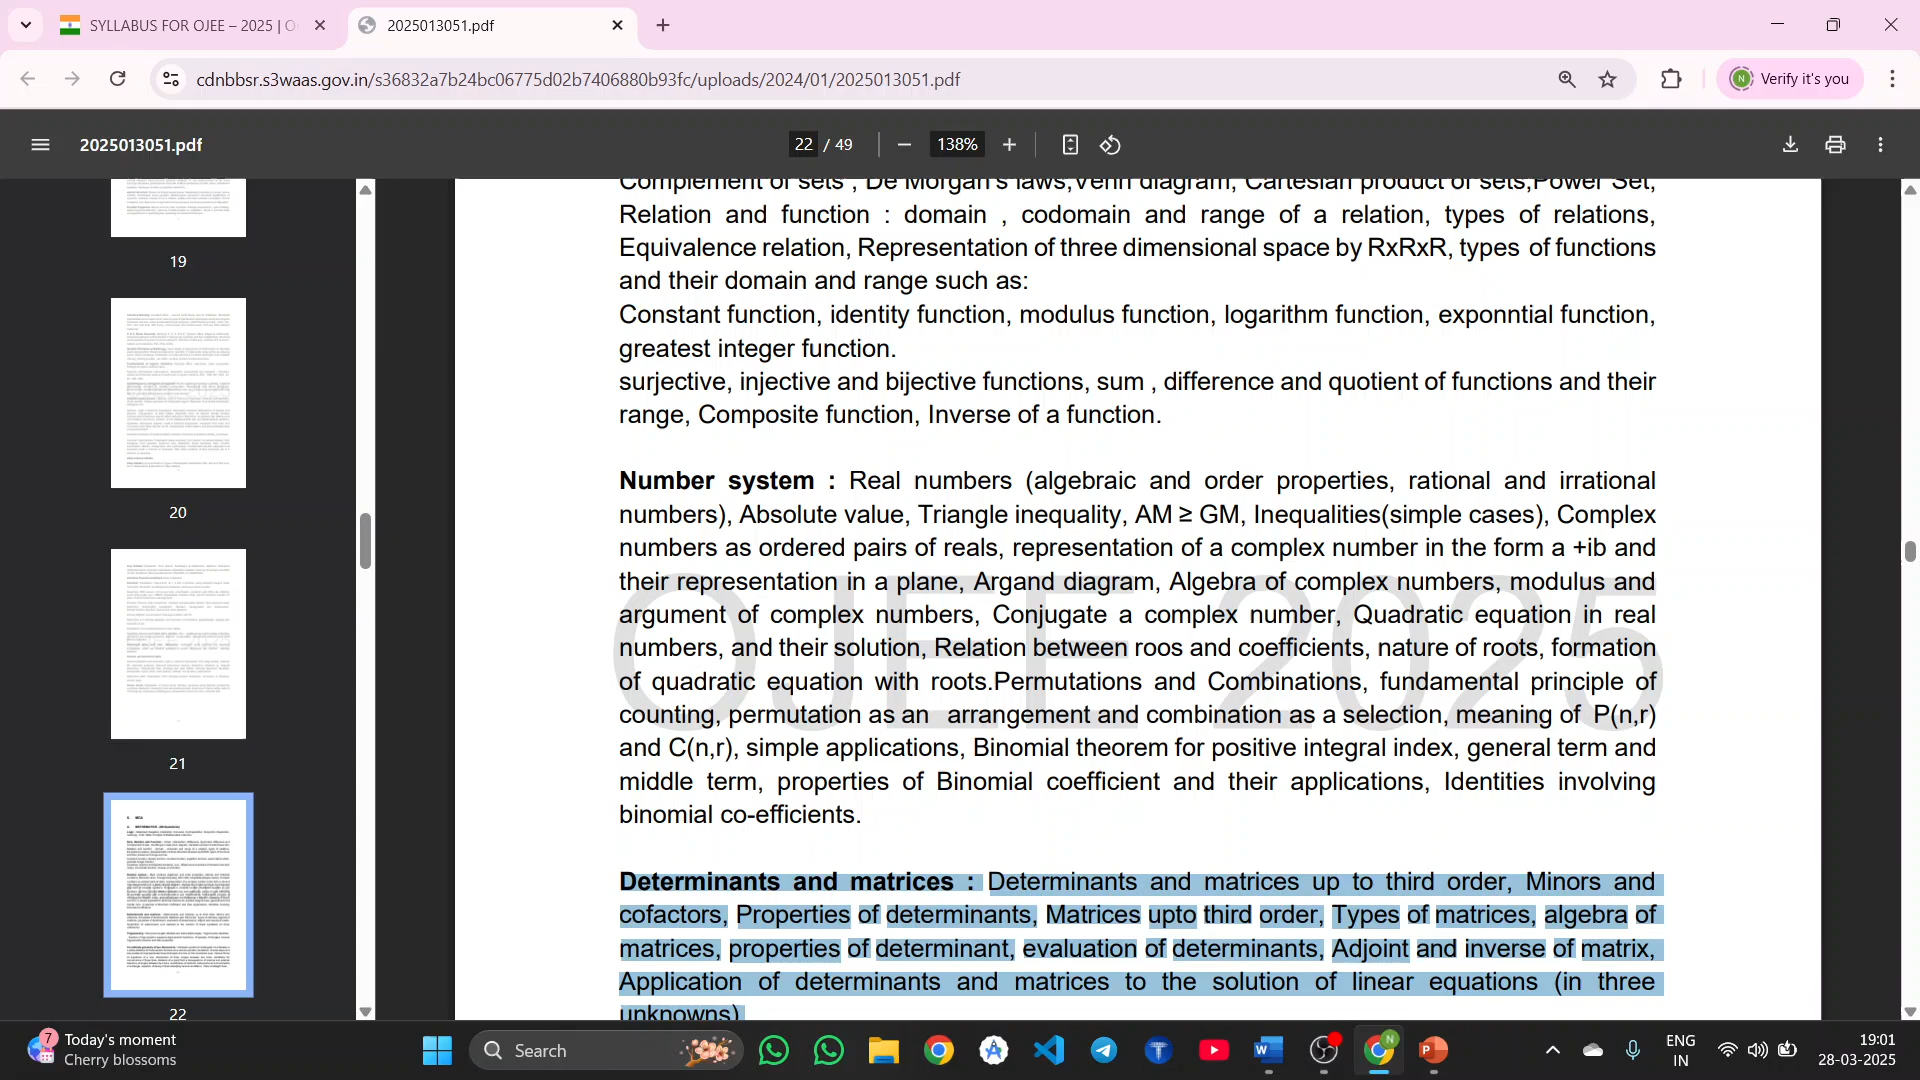 SYLLABUS FOR OJEE – 2025 | O
2025013051.pdf
cdnbbsr.s3waas.gov.in/s36832a7b24bc06775d02b7406880b93fc/uploads/2024/01/2025013051.pdf
N
Verify it's you
2025013051.pdf
22 / 49
138%
19
20
21
22
Complement of sets , De Morgan's laws,Venn diagram, Cartesian product of sets,Power Set,
Relation and function : domain , codomain and range of a relation, types of relations,
Equivalence relation, Representation of three dimensional space by RxRxR, types of functions
and their domain and range such as:
Constant function, identity function, modulus function, logarithm function, exponntial function,
greatest integer function.
surjective, injective and bijective functions, sum , difference and quotient of functions and their
range, Composite function, Inverse of a function.
Number system : Real numbers (algebraic and order properties, rational and irrational
numbers), Absolute value, Triangle inequality, AM ≥ GM, Inequalities(simple cases), Complex
numbers as ordered pairs of reals, representation of a complex number in the form a +ib and
their representation in a plane, Argand diagram, Algebra of complex numbers, modulus and
argument of complex numbers, Conjugate a complex number, Quadratic equation in real
numbers, and their solution, Relation between roos and coefficients, nature of roots, formation
of quadratic equation with roots.Permutations and Combinations, fundamental principle of
counting, permutation as an arrangement and combination as a selection, meaning of P(n,r)
and C(n,r), simple applications, Binomial theorem for positive integral index, general term and
middle term, properties of Binomial coefficient and their applications, Identities involving
binomial co-efficients.
OJEE 2025
Determinants and matrices : Determinants and matrices up to third order, Minors and
cofactors, Properties of determinants, Matrices upto third order, Types of matrices, algebra of
matrices, properties of determinant, evaluation of determinants, Adjoint and inverse of matrix,
Application of determinants and matrices to the solution of linear equations (in three
unknowns)
7
Today's moment
Cherry blossoms
Search
ENG
IN
19:01
28-03-2025